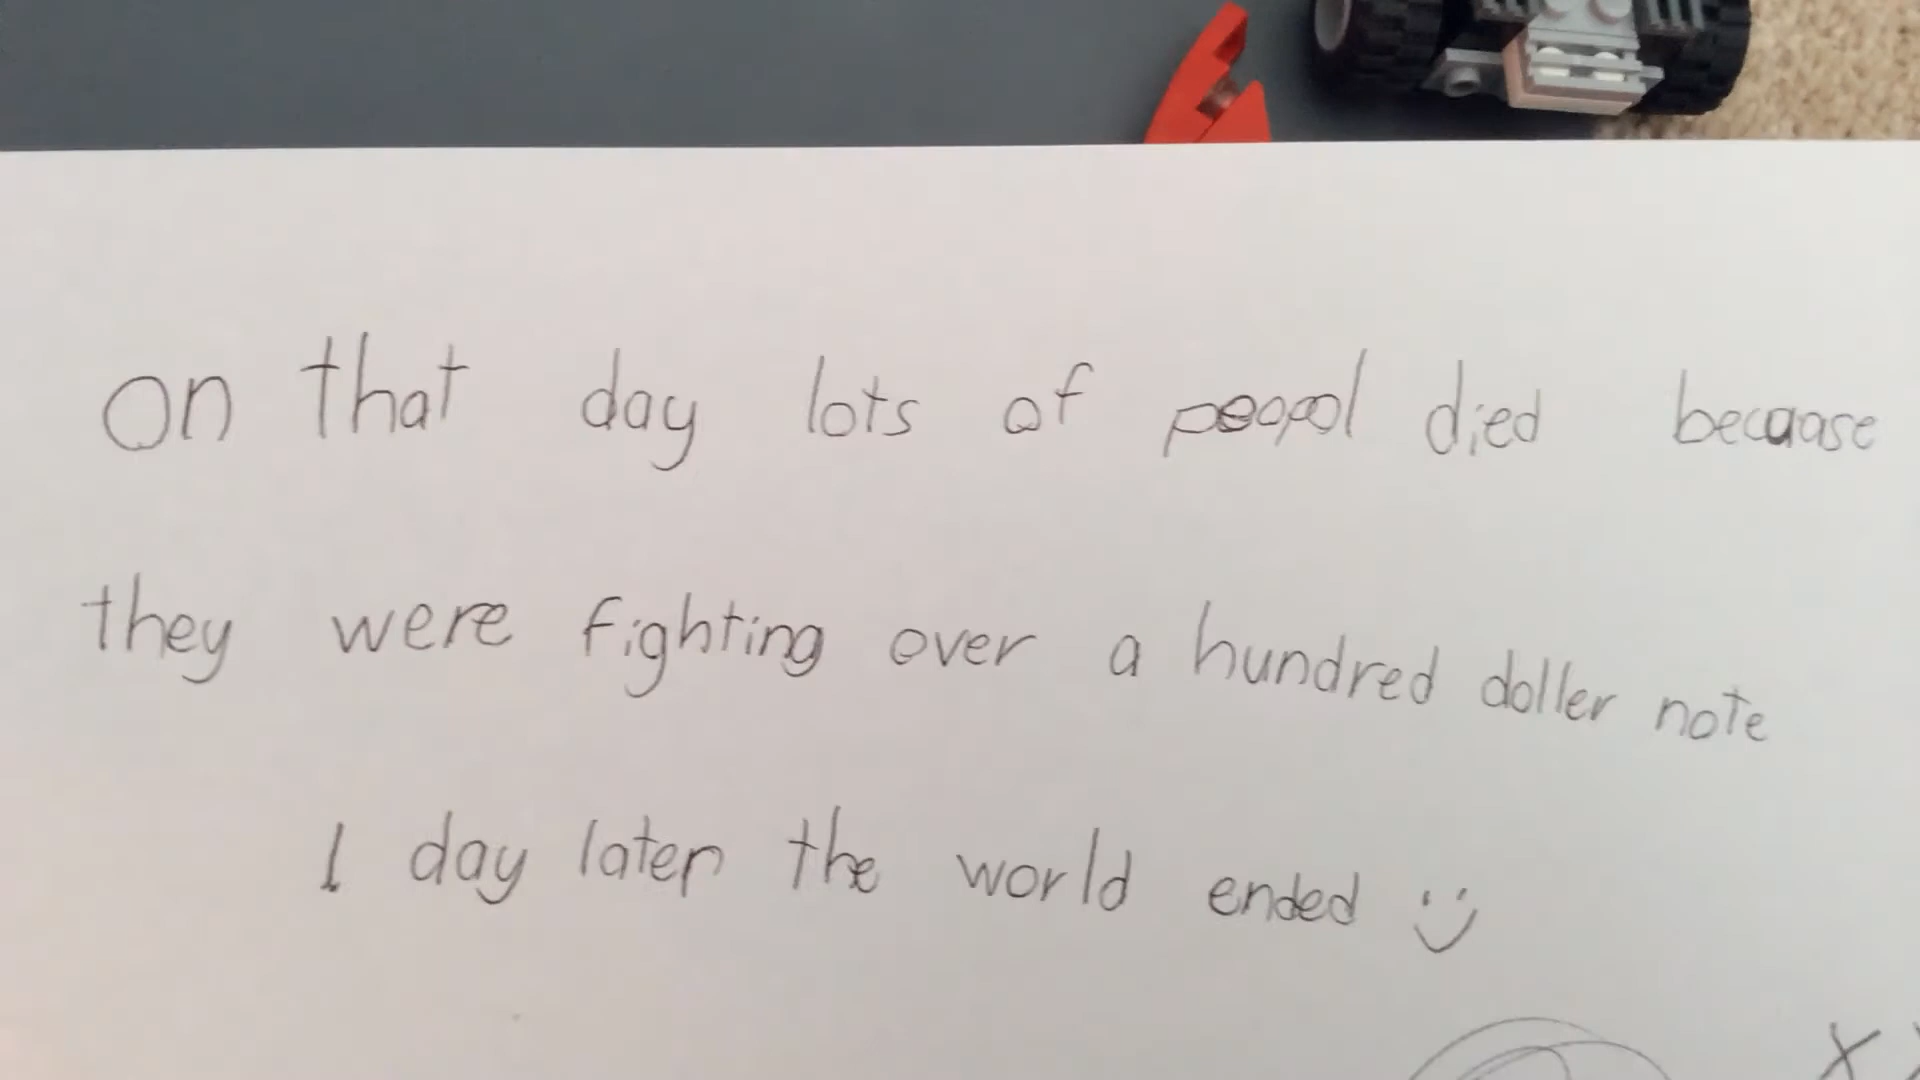 on that day lots of peopol died becaase
they were fighting over a hundred doller note
1 day later the world ended :)